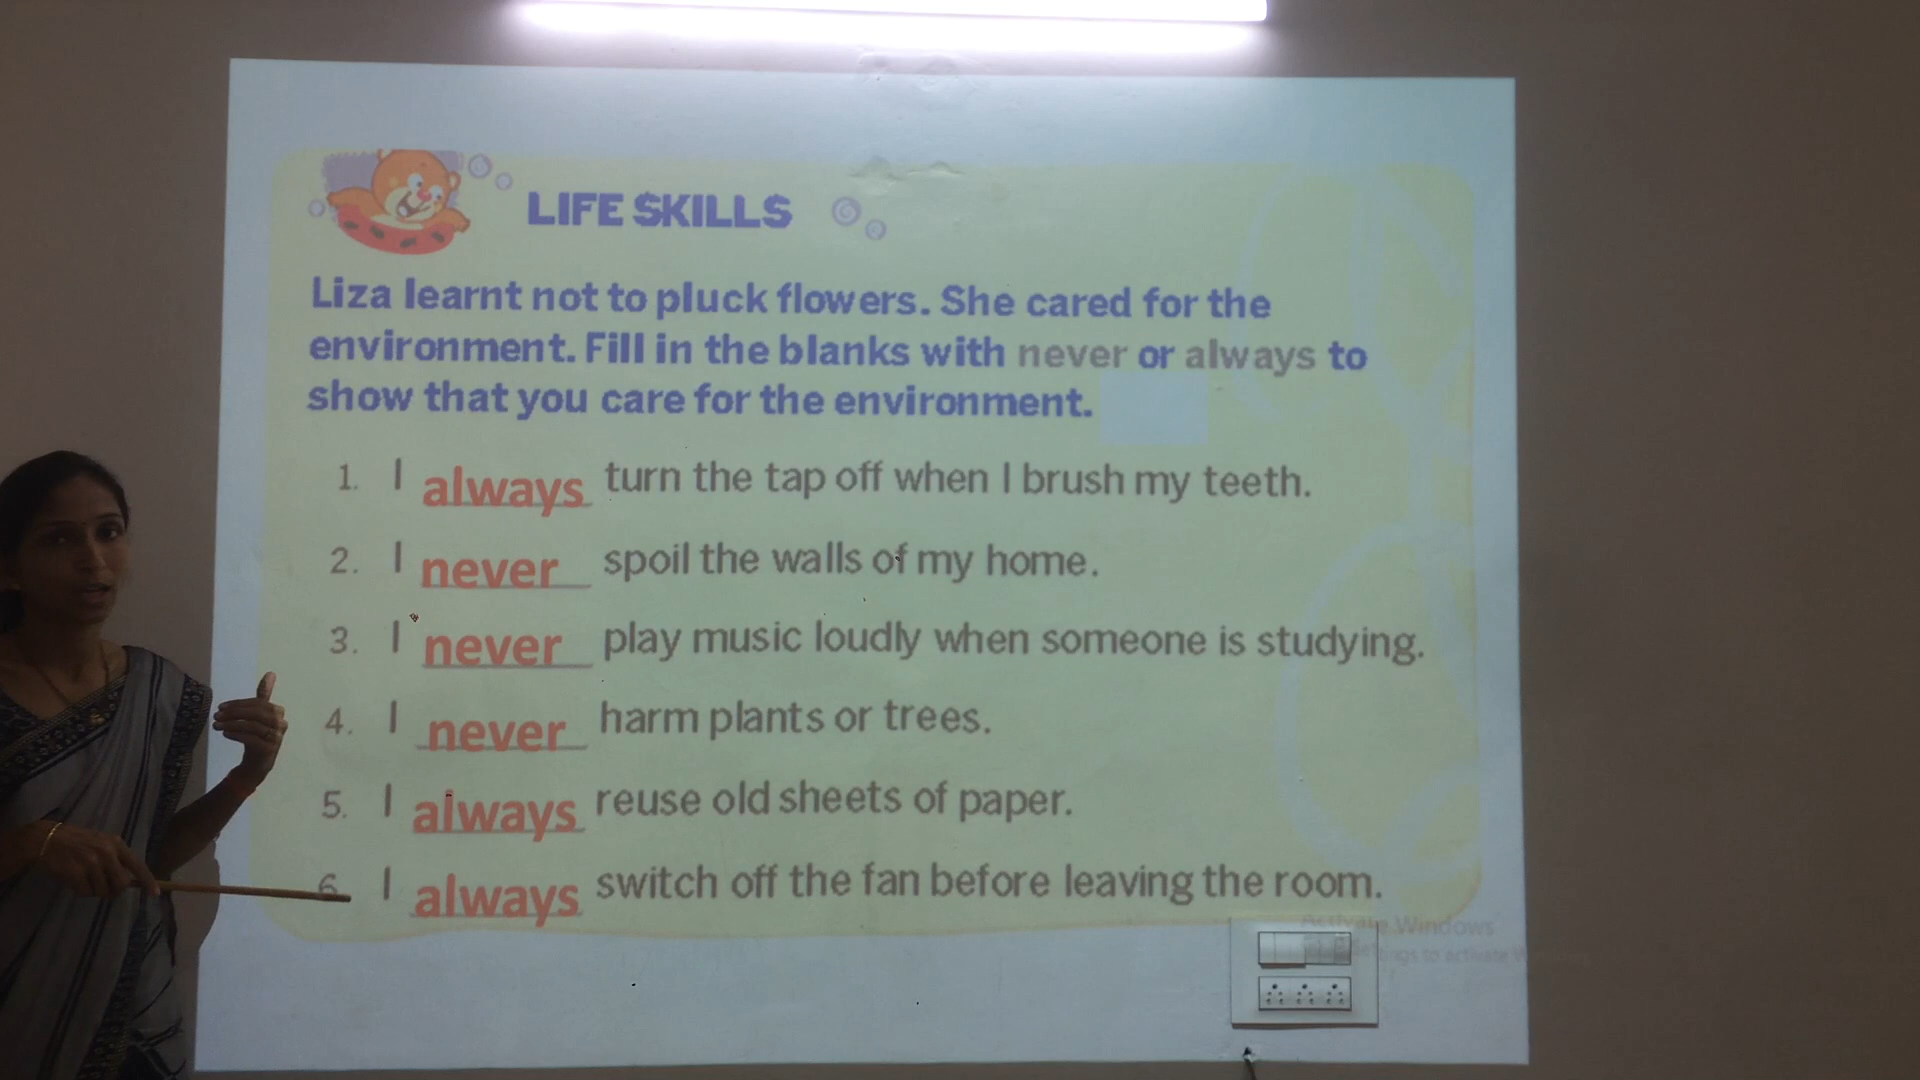 LIFE SKILLS
Liza learnt not to pluck flowers. She cared for the
environment. Fill in the blanks with never or always to
show that you care for the environment.
1. I always turn the tap off when I brush my teeth.
2. I never spoil the walls of my home.
3. I never play music loudly when someone is studying.
4. I never harm plants or trees.
5. I always reuse old sheets of paper.
6. I always switch off the fan before leaving the room.
Activate Windows
to activate